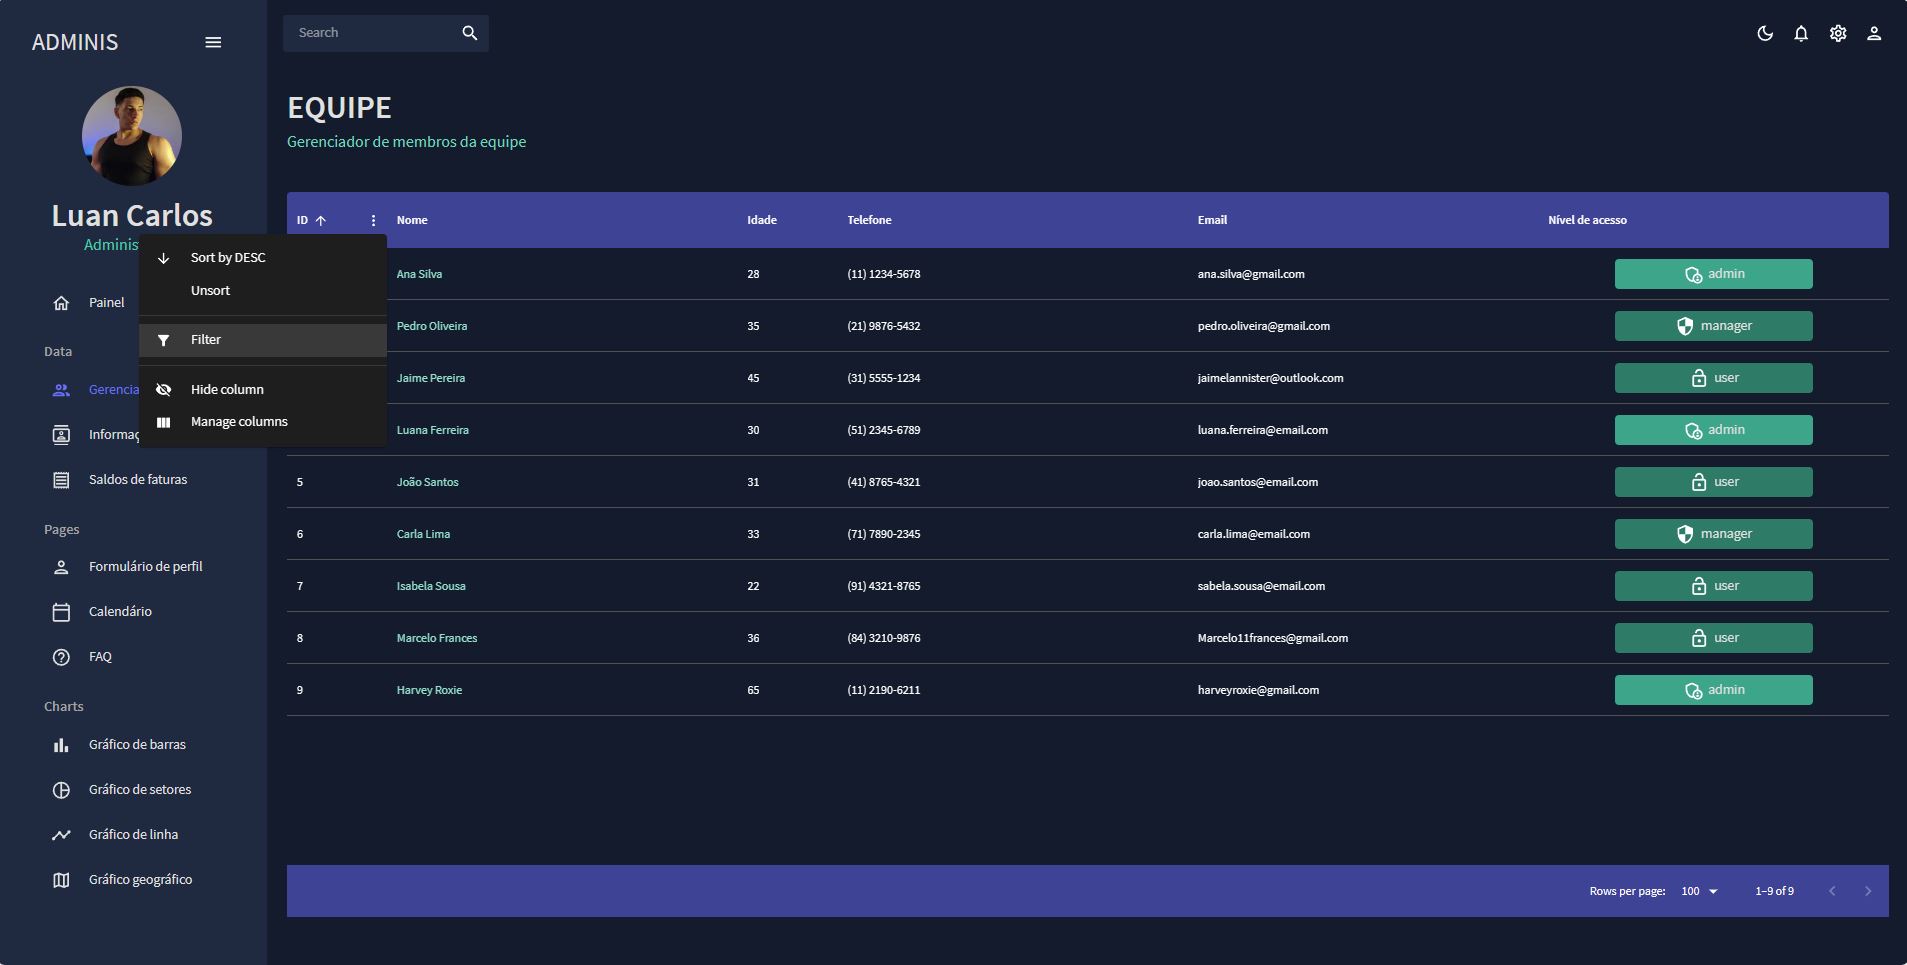 ADMINIS
Search
Luan Carlos
Adminis
Painel
Data
Gerencia
Informaç
Saldos de faturas
Pages
Formulário de perfil
Calendário
FAQ
Charts
Gráfico de barras
Gráfico de setores
Gráfico de linha
Gráfico geográfico
Sort by DESC
Unsort
Filter
Hide column
Manage columns
EQUIPE
Gerenciador de membros da equipe
ID Nome Idade Telefone Email Nível de acesso
Ana Silva 28 (11) 1234-5678 ana.silva@gmail.com admin
Pedro Oliveira 35 (21) 9876-5432 pedro.oliveira@gmail.com manager
Jaime Pereira 45 (31) 5555-1234 jaimelannister@outlook.com user
Luana Ferreira 30 (51) 2345-6789 luana.ferreira@email.com admin
5 João Santos 31 (41) 8765-4321 joao.santos@email.com user
6 Carla Lima 33 (71) 7890-2345 carla.lima@email.com manager
7 Isabela Sousa 22 (91) 4321-8765 sabela.sousa@email.com user
8 Marcelo Frances 36 (84) 3210-9876 Marcelo11frances@gmail.com user
9 Harvey Roxie 65 (11) 2190-6211 harveyroxie@gmail.com admin
Rows per page: 100 1–9 of 9